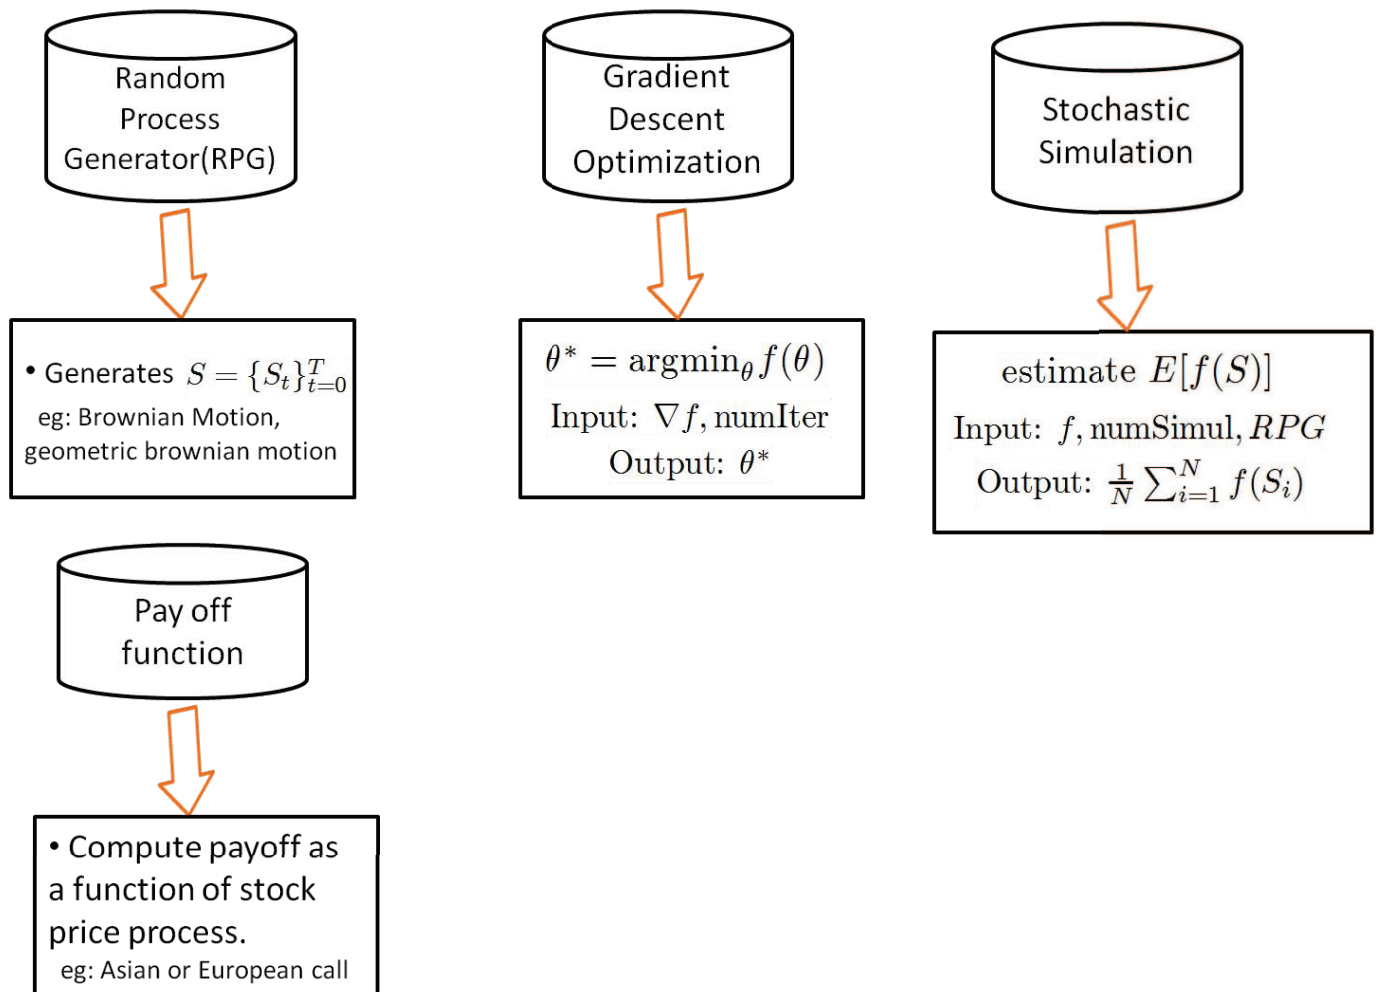 Random
Process
Generator(RPG)
• Generates S = {S_t}_{t=0}^T
eg: Brownian Motion,
geometric brownian motion
Gradient
Descent
Optimization
θ* = argmin_θ f(θ)
Input: ∇f, numIter
Output: θ*
Stochastic
Simulation
estimate E[f(S)]
Input: f, numSimul, RPG
Output: 1/N ∑_{i=1}^N f(S_i)
Pay off
function
• Compute payoff as
a function of stock
price process.
eg: Asian or European call